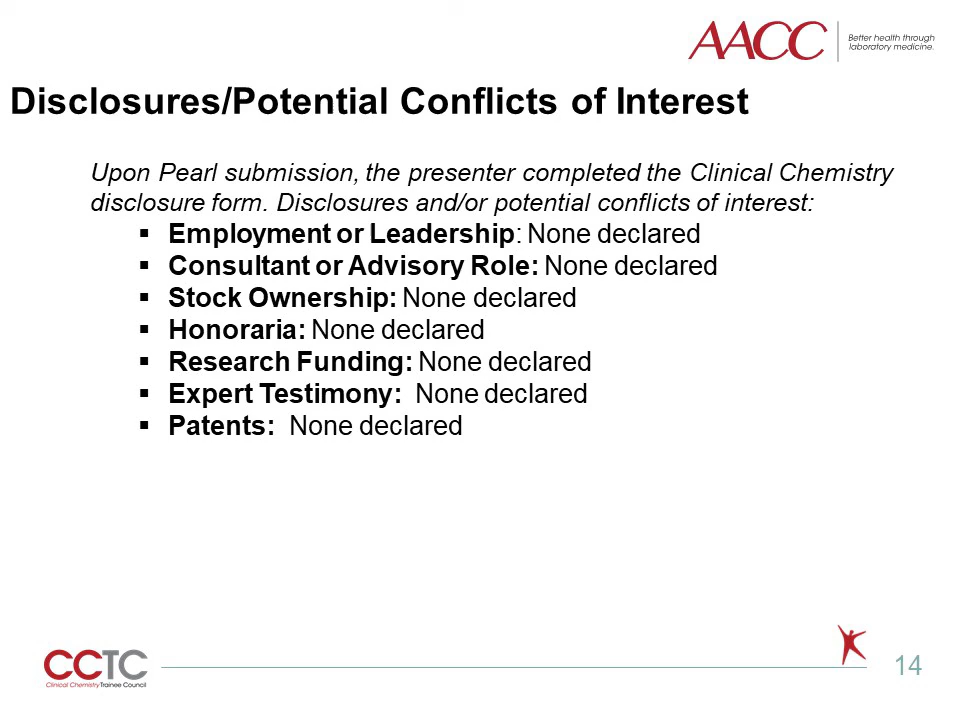 AACC
Better health through
laboratory medicine.
Disclosures/Potential Conflicts of Interest
Upon Pearl submission, the presenter completed the Clinical Chemistry
disclosure form. Disclosures and/or potential conflicts of interest:
▪ Employment or Leadership: None declared
▪ Consultant or Advisory Role: None declared
▪ Stock Ownership: None declared
▪ Honoraria: None declared
▪ Research Funding: None declared
▪ Expert Testimony: None declared
▪ Patents: None declared
CCTC
Clinical Chemistry Trainee Council
14